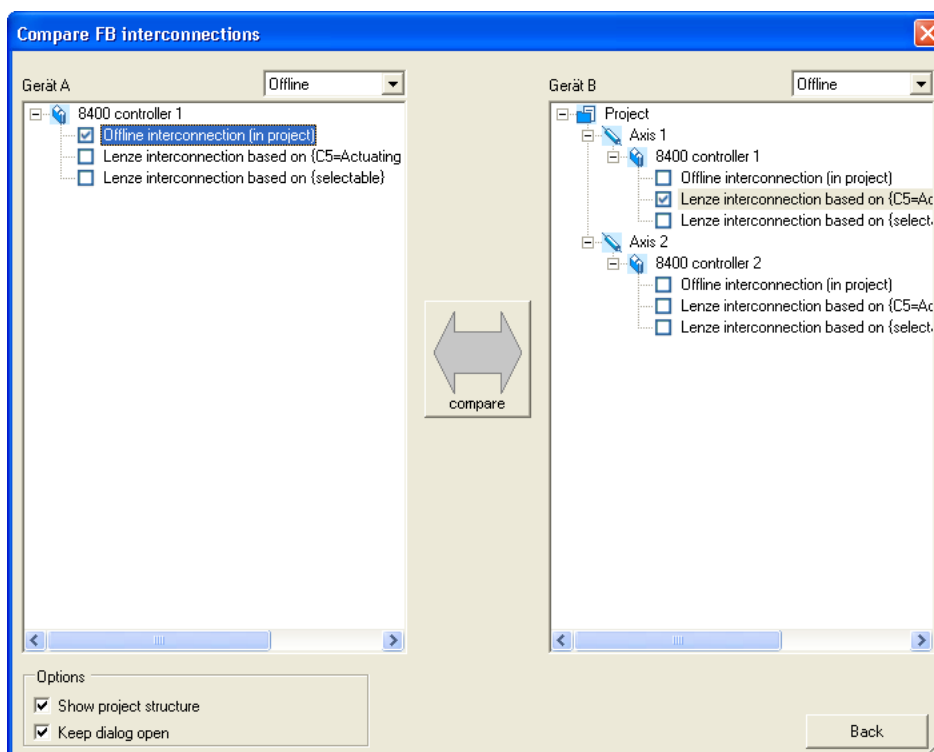 Compare FB interconnections
Gerät A
Offline
8400 controller 1
Offline interconnection (in project)
Lenze interconnection based on {C5=Actuating
Lenze interconnection based on {selectable}
compare
Gerät B
Offline
Project
Axis 1
8400 controller 1
Offline interconnection (in project)
Lenze interconnection based on {C5=Ac
Lenze interconnection based on {selecta
Axis 2
8400 controller 2
Offline interconnection (in project)
Lenze interconnection based on {C5=Ac
Lenze interconnection based on {selecta
Options
Show project structure
Keep dialog open
Back